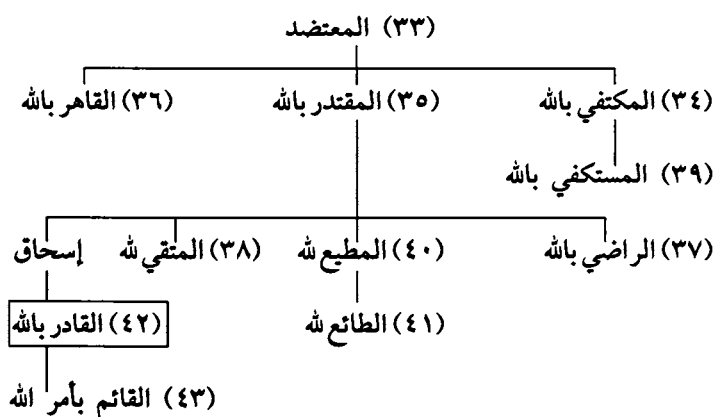 (٣٣) المعتضد
(٣٤) المكتفي بالله (٣٥) المقتدر بالله (٣٦) القاهر بالله
(٣٩) المستكفي بالله
(٣٧) الراضي بالله (٤٠) المطيع لله (٣٨) المتقي لله إسحاق
(٤١) الطائع لله (٤٢) القادر بالله
(٤٣) القائم بأمر الله